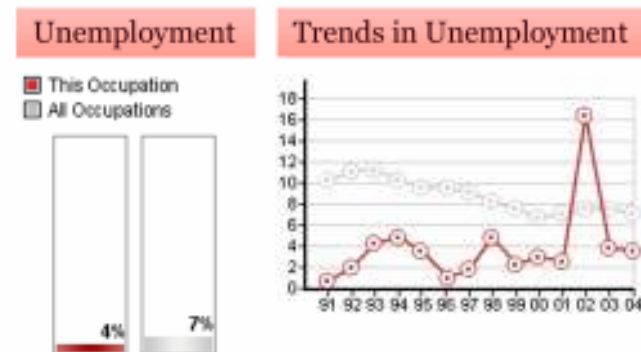 Unemployment
Trends in Unemployment
This Occupation
All Occupations
4%
7%
18
16
14
12
10
8
6
4
2
0
91 92 93 94 95 96 97 98 99 00 01 02 03 04